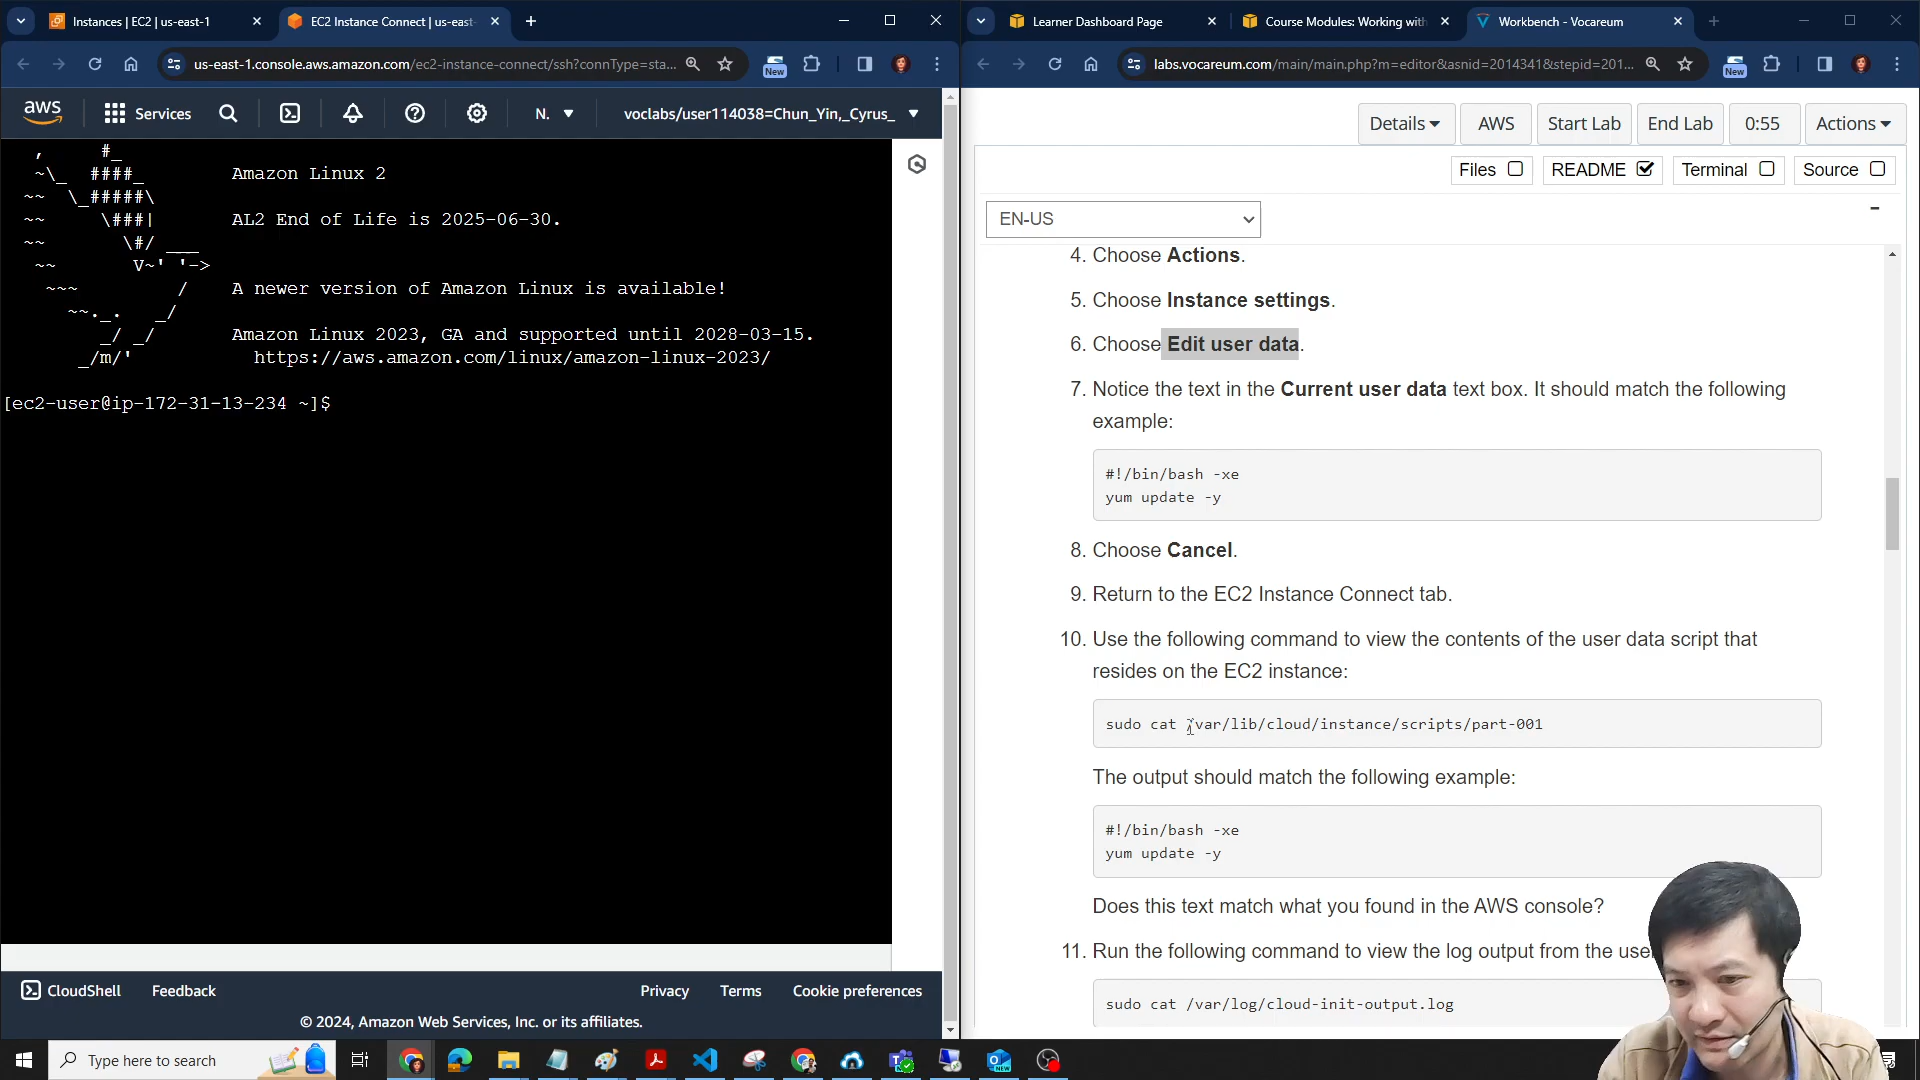 Instances | EC2 | us-east-1
EC2 Instance Connect | us-east-
us-east-1.console.aws.amazon.com/ec2-instance-connect/ssh?connType=sta...
New
aws
Services
N.
voclabs/user114038=Chun_Yin,_Cyrus_
,      #_
~\_  ####_        Amazon Linux 2
~~  \_#####\
~~     \###|       AL2 End of Life is 2025-06-30.
~~       \#/ ___
~~       V~' '->
~~~         /    A newer version of Amazon Linux is available!
~~._.   _/
_/ _/       Amazon Linux 2023, GA and supported until 2028-03-15.
_/m/'           https://aws.amazon.com/linux/amazon-linux-2023/
[ec2-user@ip-172-31-13-234 ~]$
CloudShell
Feedback
Privacy
Terms
Cookie preferences
© 2024, Amazon Web Services, Inc. or its affiliates.
Learner Dashboard Page
Course Modules: Working with
Workbench - Vocareum
labs.vocareum.com/main/main.php?m=editor&asnid=2014341&stepid=201...
New
Details
AWS
Start Lab
End Lab
0:55
Actions
Files
README
Terminal
Source
EN-US
4. Choose Actions.
5. Choose Instance settings.
6. Choose Edit user data.
7. Notice the text in the Current user data text box. It should match the following
example:
#!/bin/bash -xe
yum update -y
8. Choose Cancel.
9. Return to the EC2 Instance Connect tab.
10. Use the following command to view the contents of the user data script that
resides on the EC2 instance:
sudo cat /var/lib/cloud/instance/scripts/part-001
The output should match the following example:
#!/bin/bash -xe
yum update -y
Does this text match what you found in the AWS console?
11. Run the following command to view the log output from the use
sudo cat /var/log/cloud-init-output.log
Type here to search